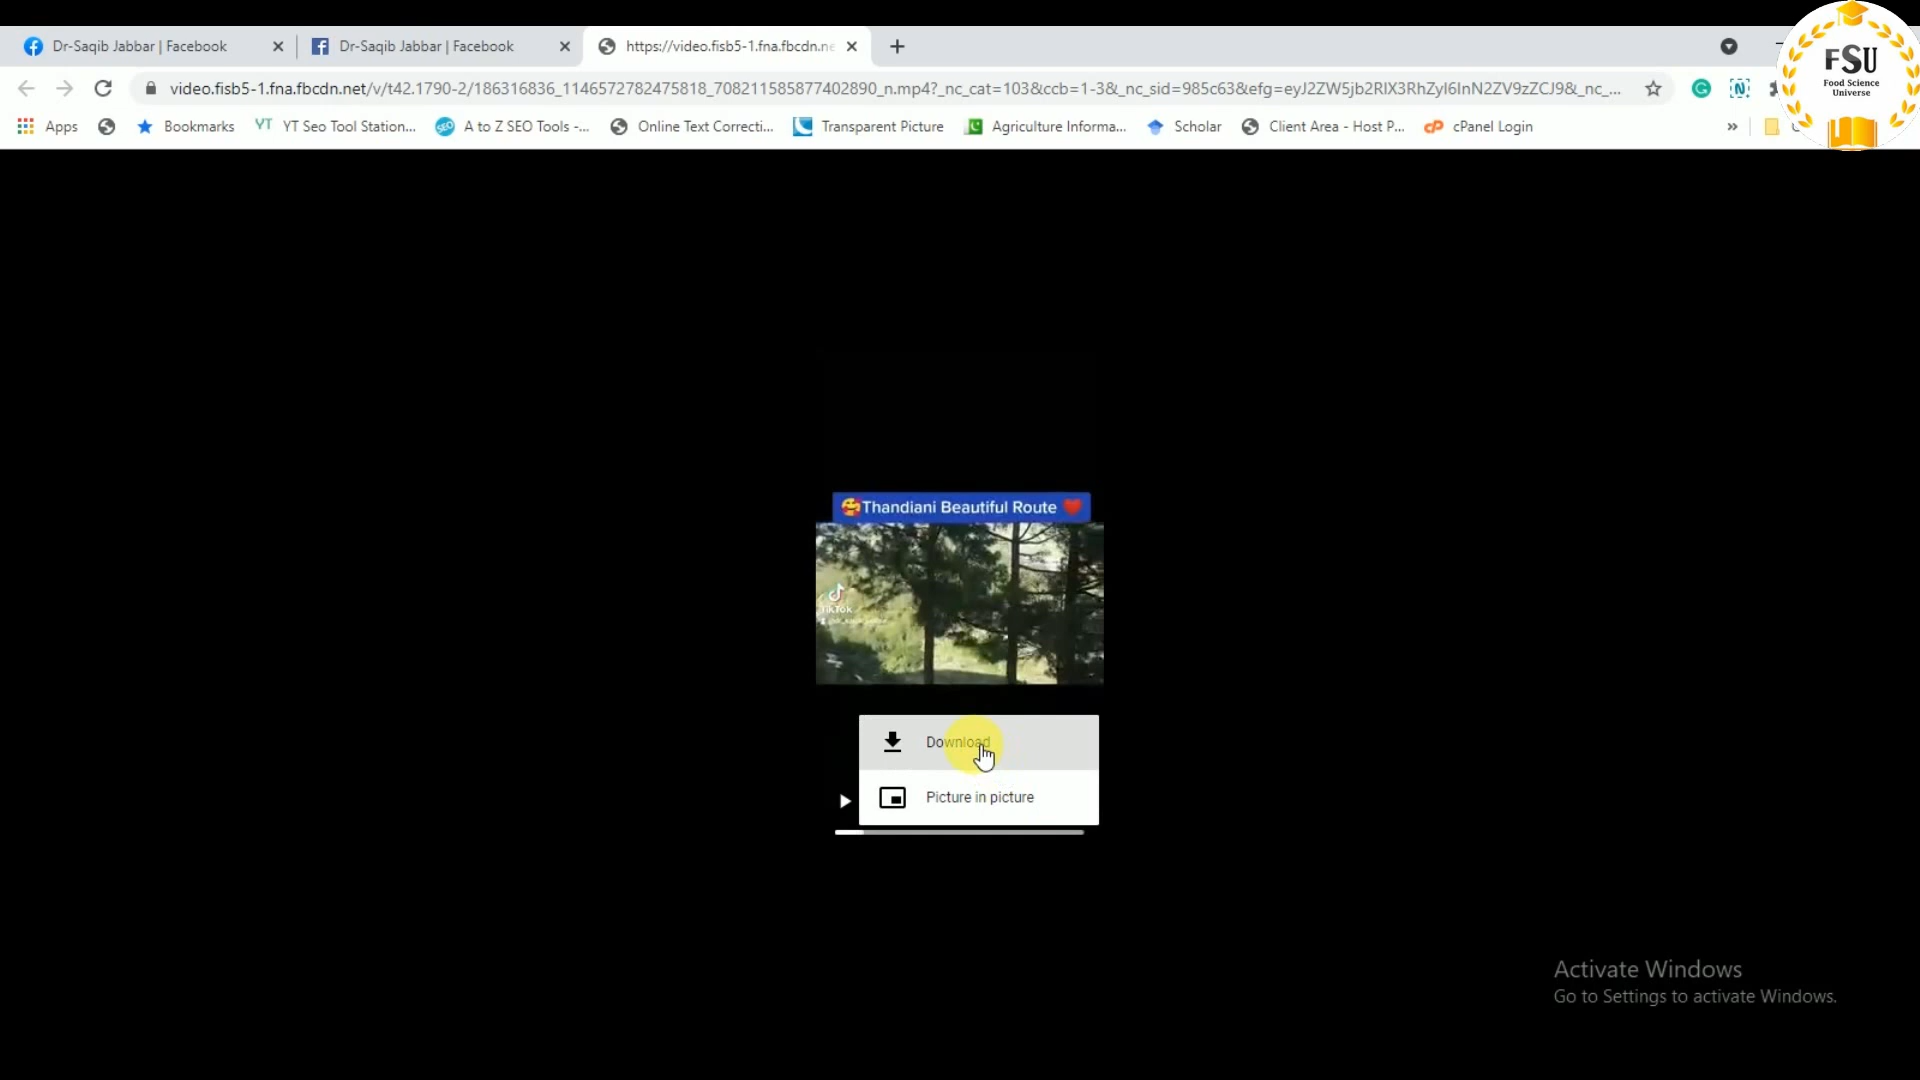 Dr-Saqib Jabbar | Facebook
Dr-Saqib Jabbar | Facebook
https://video.fisb5-1.fna.fbcdn.ne
video.fisb5-1.fna.fbcdn.net/v/t42.1790-2/186316836_1146572782475818_708211585877402890_n.mp4?_nc_cat=103&ccb=1-3&_nc_sid=985c63&efg=eyJ2ZW5jb2RlX3RhZyI6InN2ZV9zZCJ9&_nc_...
Apps
Bookmarks
YT YT Seo Tool Station...
SEO A to Z SEO Tools -...
Online Text Correcti...
Transparent Picture
Agriculture Informa...
Scholar
Client Area - Host P...
cP cPanel Login
»
FSU
Food Science
Universe
🥰Thandiani Beautiful Route ❤️
TikTok
Download
Picture in picture
Activate Windows
Go to Settings to activate Windows.